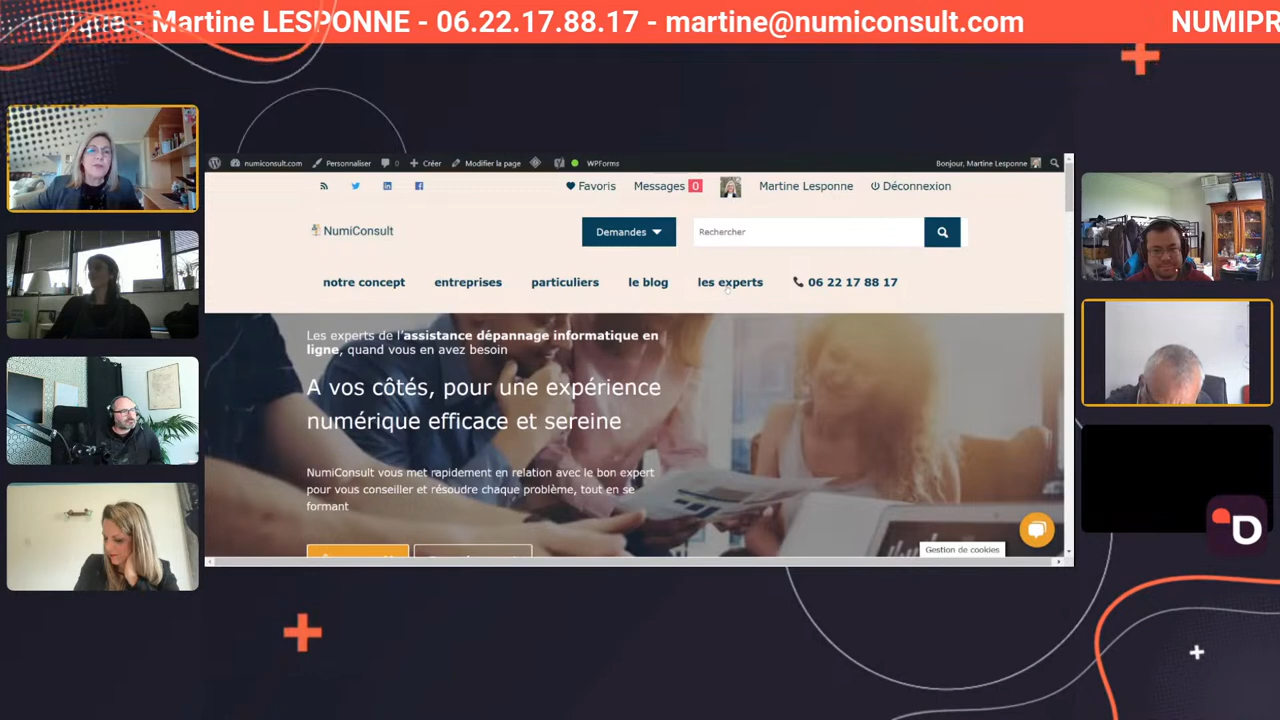 - Martine LESPONNE - 06.22.17.88.17 - martine@numiconsult.com NUMIPR
numiconsult.com Personnaliser 0 Créer Modifier la page WPForms Bonjour, Martine Lesponne
Favoris Messages 0 Martine Lesponne Déconnexion
NumiConsult Demandes Rechercher
notre concept entreprises particuliers le blog les experts 06 22 17 88 17
Les experts de l'assistance dépannage informatique en
ligne, quand vous en avez besoin
A vos côtés, pour une expérience
numérique efficace et sereine
NumiConsult vous met rapidement en relation avec le bon expert
pour vous conseiller et résoudre chaque problème, tout en se
formant
Gestion de cookies
D